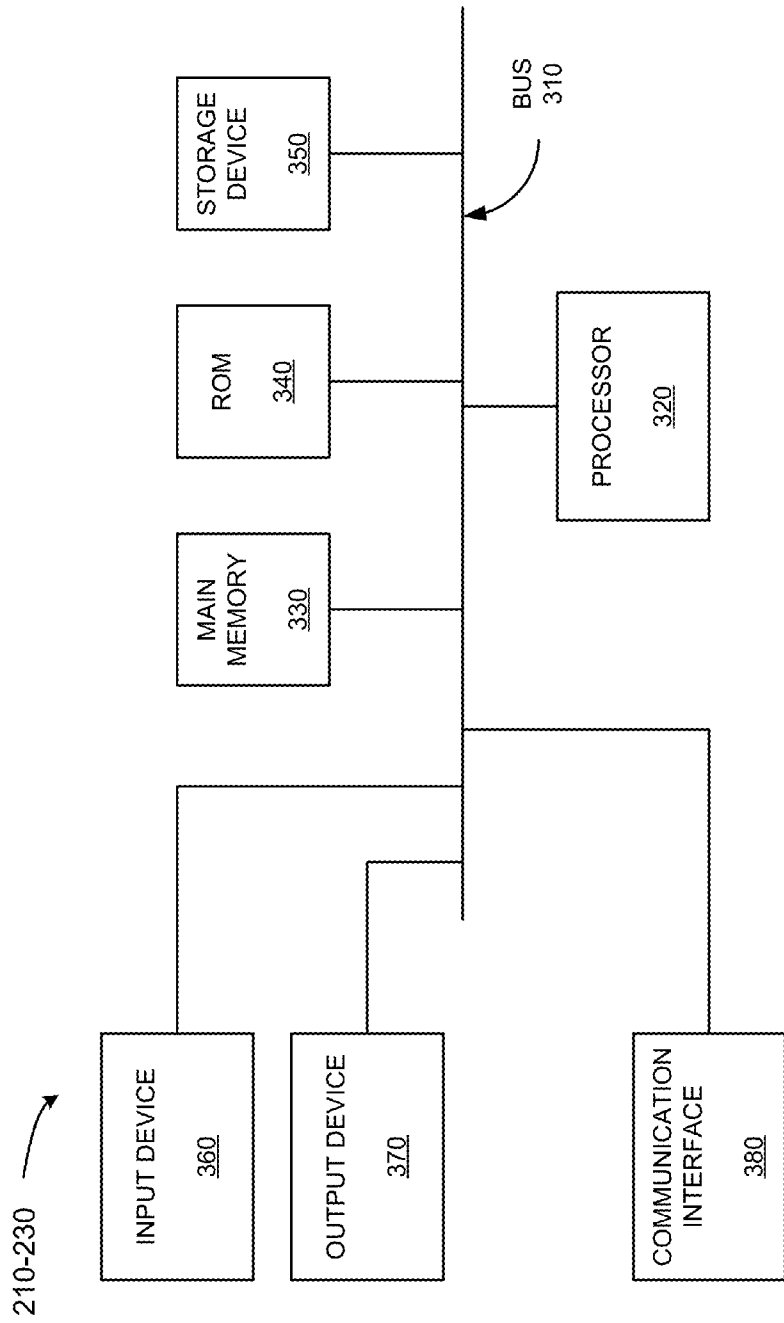 210-230
INPUT DEVICE
360
OUTPUT DEVICE
370
COMMUNICATION
INTERFACE
380
MAIN
MEMORY
330
ROM
340
STORAGE
DEVICE
350
PROCESSOR
320
BUS
310